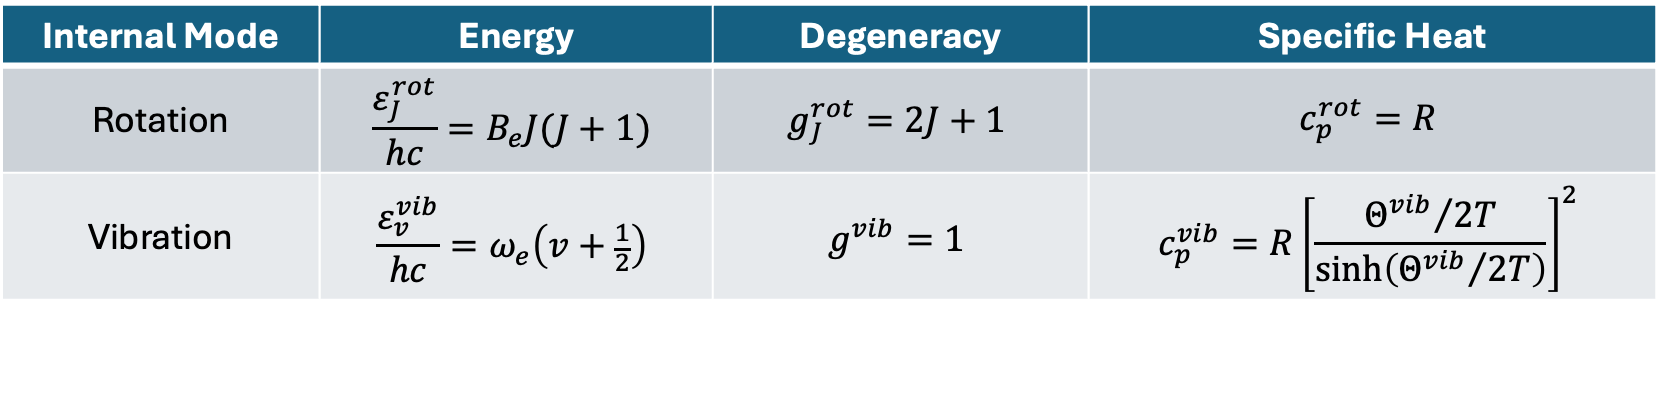 Internal Mode Energy Degeneracy Specific Heat
Rotation ε_J^{rot}/hc = B_e J(J + 1) g_J^{rot} = 2J + 1 c_p^{rot} = R
Vibration ε_v^{vib}/hc = ω_e(v + 1/2) g^{vib} = 1 c_p^{vib} = R[(Θ^{vib}/2T)/(sinh(Θ^{vib}/2T))]^2